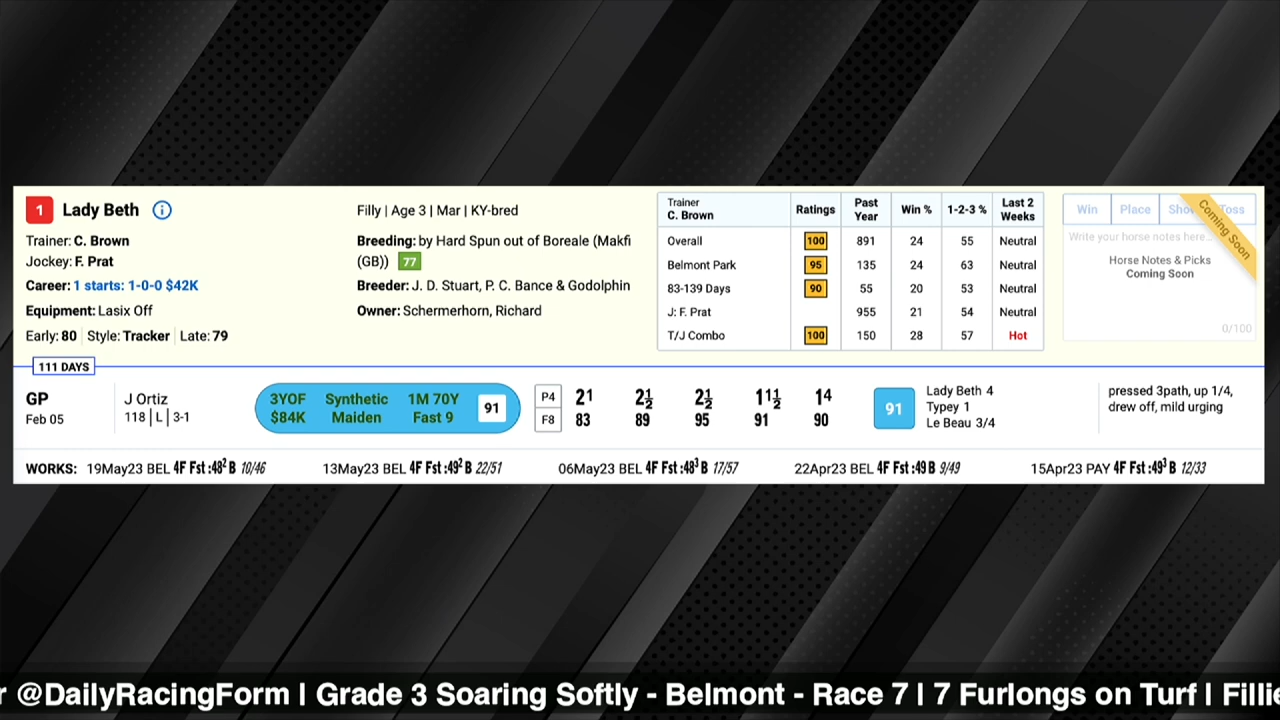 1 Lady Beth
Trainer: C. Brown
Jockey: F. Prat
Career: 1 starts: 1-0-0 $42K
Equipment: Lasix Off
Early: 80 | Style: Tracker | Late: 79
Filly | Age 3 | Mar | KY-bred
Breeding: by Hard Spun out of Boreale (Makfi
(GB)) 77
Breeder: J. D. Stuart, P. C. Bance & Godolphin
Owner: Schermerhorn, Richard
Trainer
C. Brown Ratings Past Year Win % 1-2-3 % Last 2 Weeks
Overall 100 891 24 55 Neutral
Belmont Park 95 135 24 63 Neutral
83-139 Days 90 55 20 53 Neutral
J: F. Prat 955 21 54 Neutral
T/J Combo 100 150 28 57 Hot
Win Place Toss
Coming Soon
Write your horse notes here...
Horse Notes & Picks
Coming Soon
0/100
111 DAYS
GP
Feb 05
J Ortiz
118 | L | 3-1
3YOF Synthetic 1M 70Y
$84K Maiden Fast 9
91
P4 2¹ 2½ 2½ 1¹½ 1⁴
F8 83 89 95 91 90
91
Lady Beth 4
Typey 1
Le Beau 3/4
pressed 3path, up 1/4,
drew off, mild urging
WORKS: 19May23 BEL 4F Fst :48² B 10/46 13May23 BEL 4F Fst :49² B 22/51 06May23 BEL 4F Fst :48³ B 17/57 22Apr23 BEL 4F Fst :49 B 9/49 15Apr23 PAY 4F Fst :49³ B 12/33
r @DailyRacingForm | Grade 3 Soaring Softly - Belmont - Race 7 | 7 Furlongs on Turf | Fillie